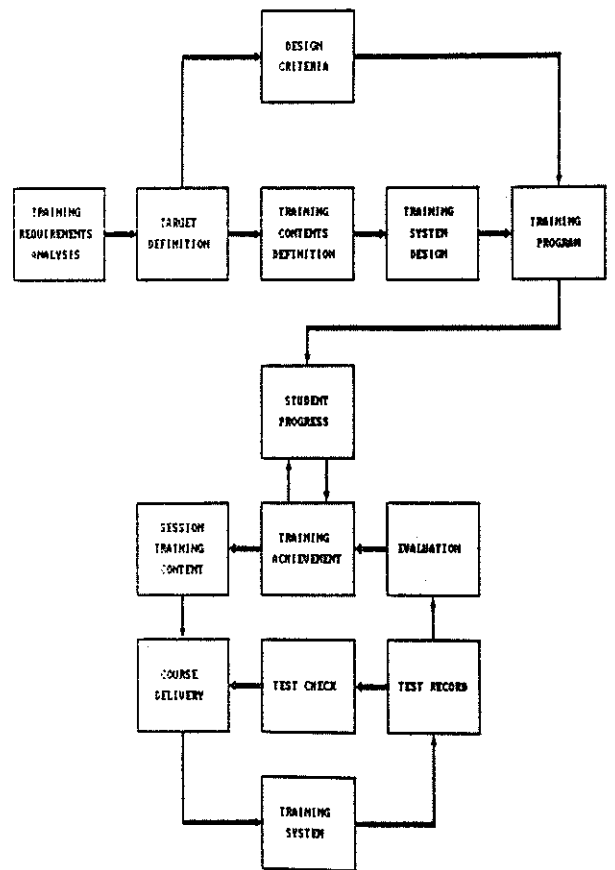 DESIGN
CRITERIA
TRAINING
REQUIREMENTS
ANALYSIS
TARGET
DEFINITION
TRAINING
CONTENTS
DEFINITION
TRAINING
SYSTEM
DESIGN
TRAINING
PROGRAM
STUDENT
PROGRESS
SESSION
TRAINING
CONTENT
TRAINING
ACHIEVEMENT
EVALUATION
COURSE
DELIVERY
TEST CHECK
TEST RECORD
TRAINING
SYSTEM